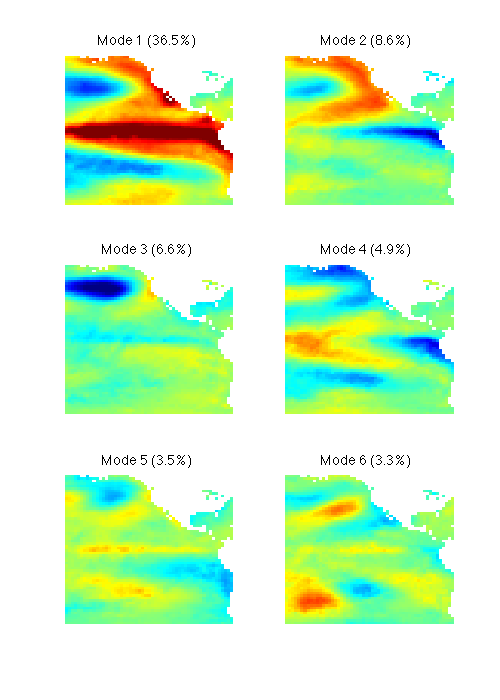 Mode 1 (36.5%)
Mode 2 (8.6%)
Mode 3 (6.6%)
Mode 4 (4.9%)
Mode 5 (3.5%)
Mode 6 (3.3%)